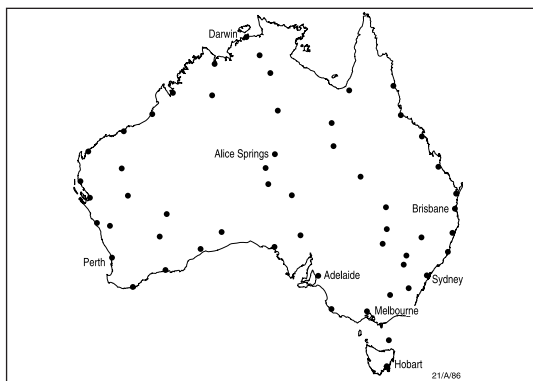 Darwin
Alice Springs
Brisbane
Perth
Adelaide
Sydney
Melbourne
Hobart
21/A/86